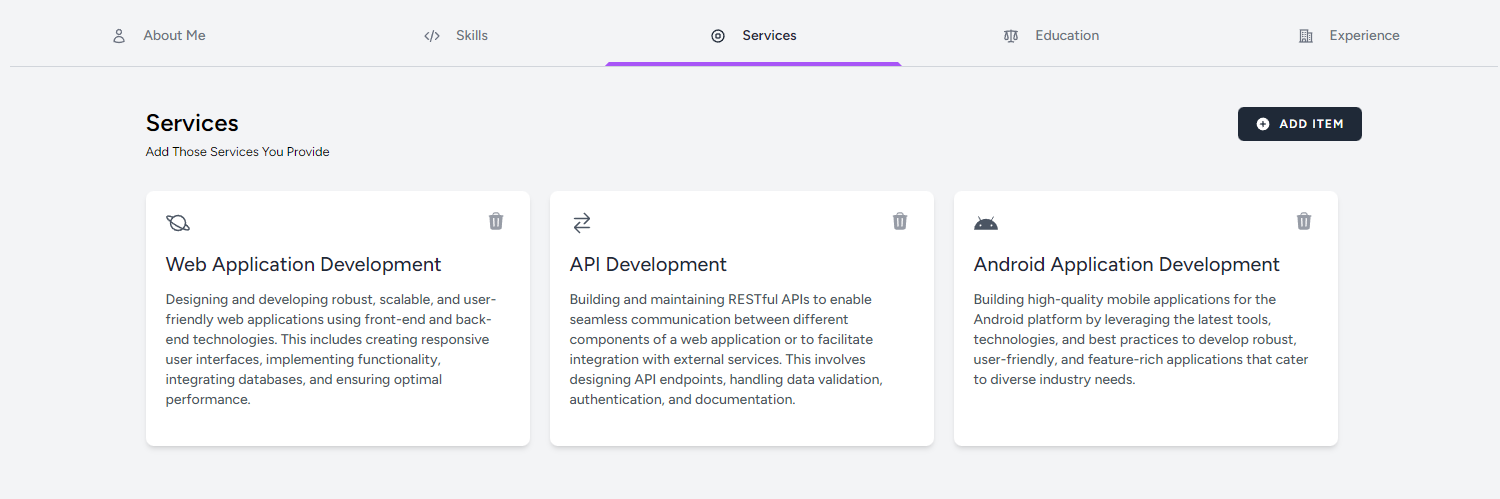 About Me
Skills
Services
Education
Experience
Services
ADD ITEM
Add Those Services You Provide
Web Application Development
Designing and developing robust, scalable, and user-
friendly web applications using front-end and back-
end technologies. This includes creating responsive
user interfaces, implementing functionality,
integrating databases, and ensuring optimal
performance.
API Development
Building and maintaining RESTful APIs to enable
seamless communication between different
components of a web application or to facilitate
integration with external services. This involves
designing API endpoints, handling data validation,
authentication, and documentation.
Android Application Development
Building high-quality mobile applications for the
Android platform by leveraging the latest tools,
technologies, and best practices to develop robust,
user-friendly, and feature-rich applications that cater
to diverse industry needs.